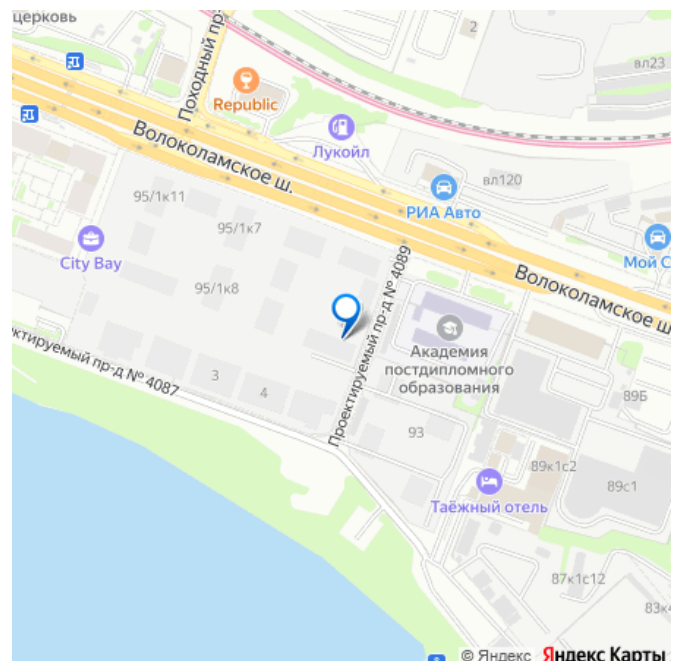 церковь
Походный пр-
2
вл23
Republic
Лукойл
Волоколамское ш.
вл120
РИА Авто
95/1к11
95/1к7
City Bay
95/1к8
Мой С
Волоколамское ш
Проектируемый пр-д № 4089
Академия
постдипломного
образования
ектируемый пр-д № 4087
3
4
93
89Б
89к1с2
89с1
Таёжный отель
87к1с12
83к4
© Яндекс Яндекс Карты